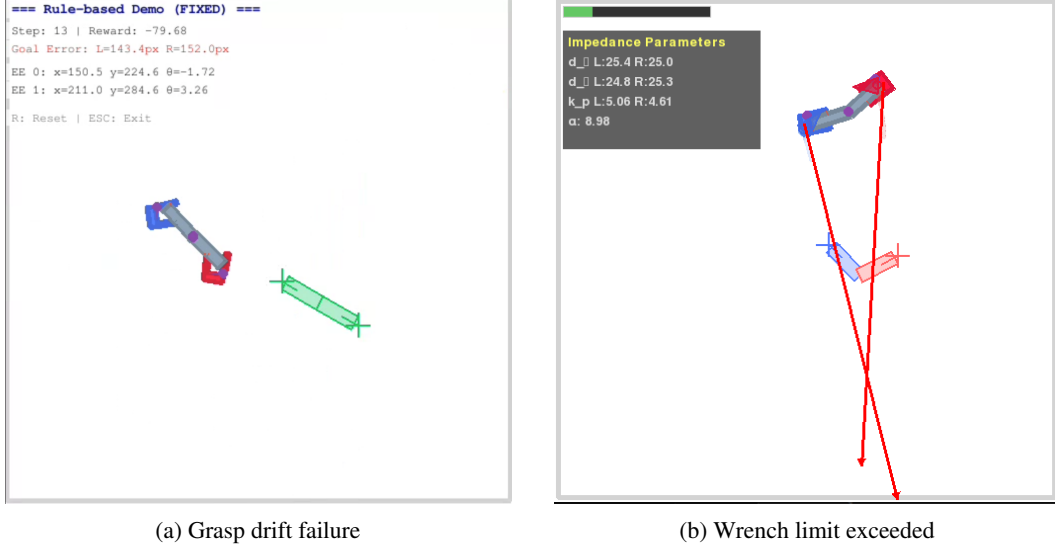 === Rule-based Demo (FIXED) ===
Step: 13 | Reward: -79.68
Goal Error: L=143.4px R=152.0px
EE 0: x=150.5 y=224.6 θ=-1.72
EE 1: x=211.0 y=284.6 θ=3.26
R: Reset | ESC: Exit
Impedance Parameters
d_▯ L:25.4 R:25.0
d_▯ L:24.8 R:25.3
k_p L:5.06 R:4.61
α: 8.98
(a) Grasp drift failure
(b) Wrench limit exceeded